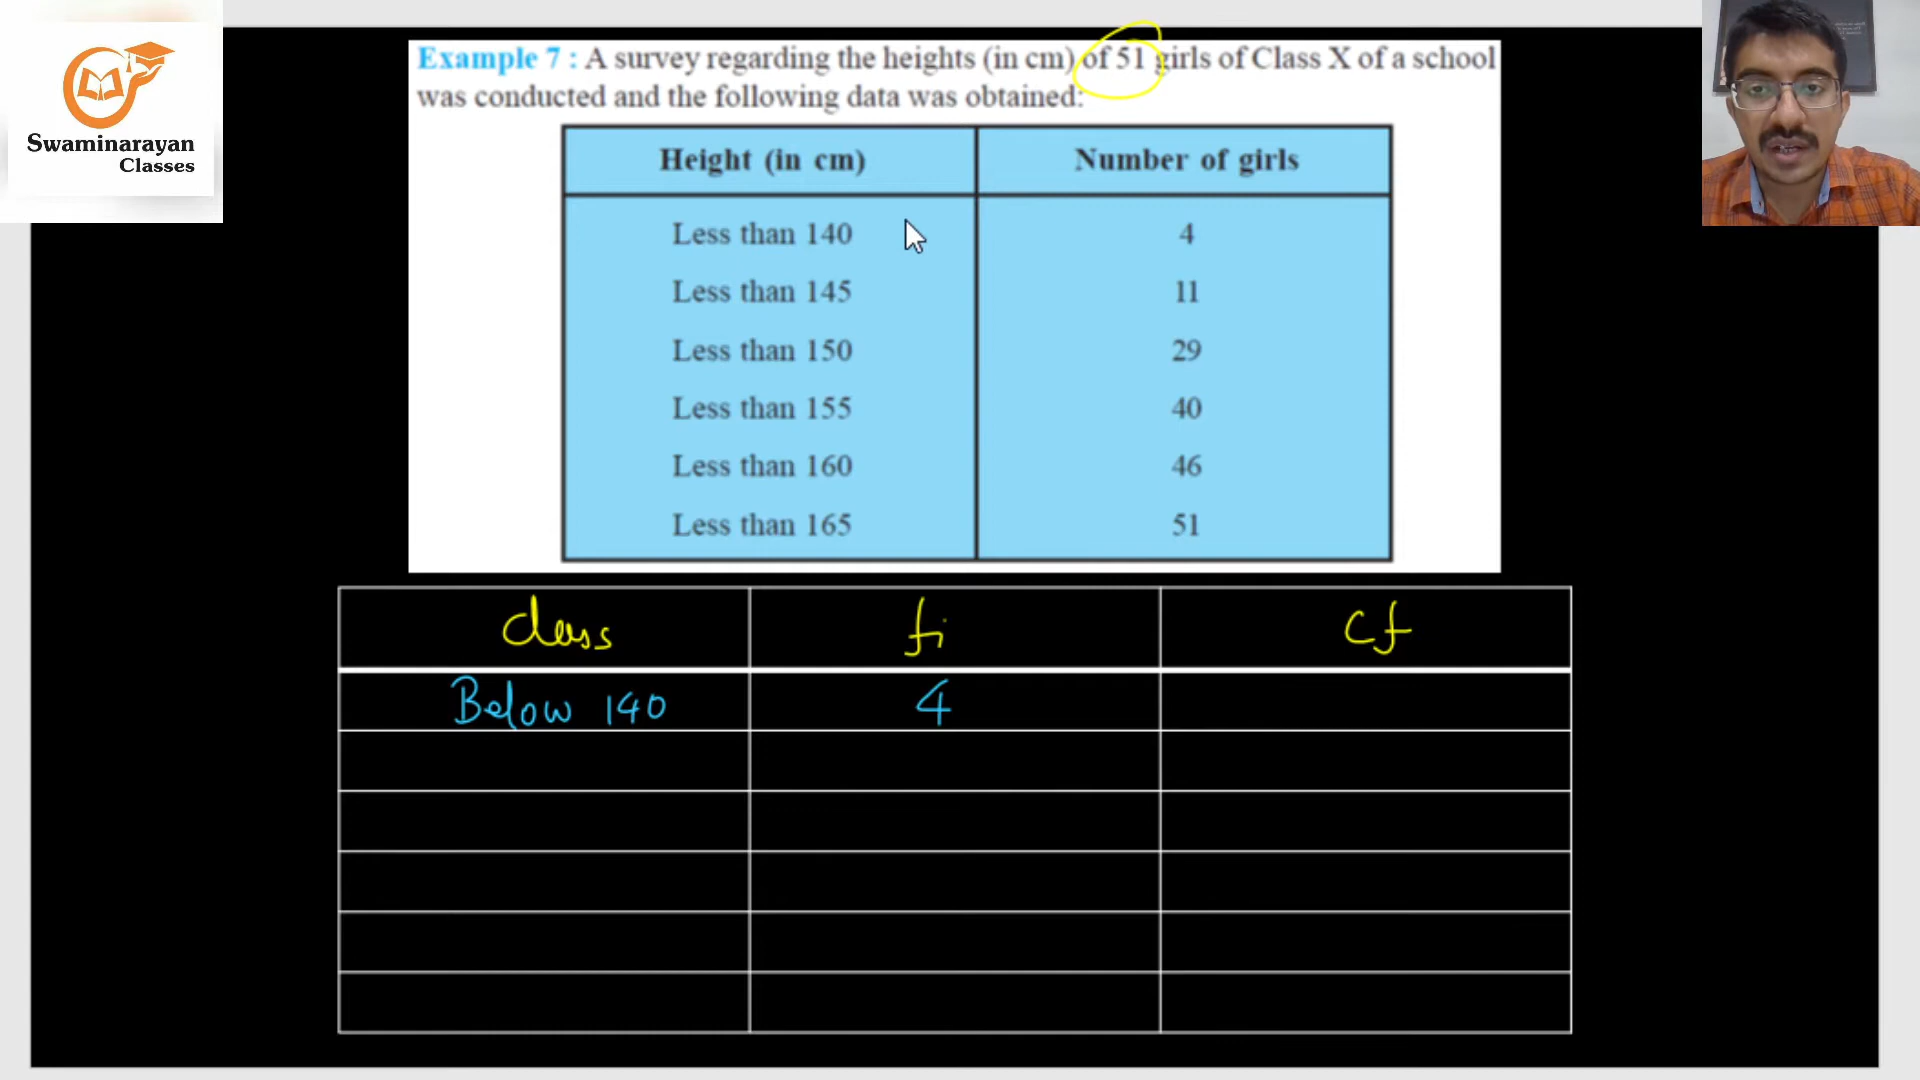 Swaminarayan
Classes
Example 7 : A survey regarding the heights (in cm) of 51 girls of Class X of a school
was conducted and the following data was obtained:
Height (in cm) Number of girls
Less than 140 4
Less than 145 11
Less than 150 29
Less than 155 40
Less than 160 46
Less than 165 51
class fi cf
Below 140 4